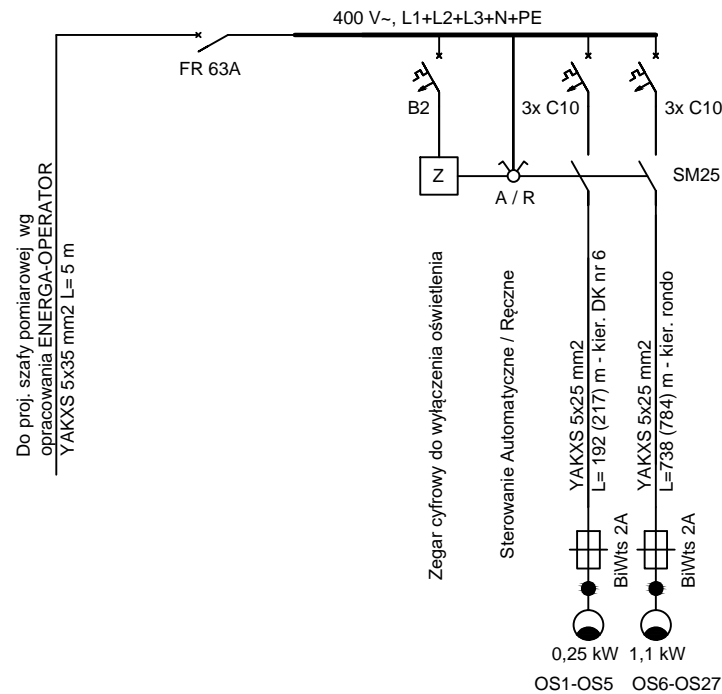 400 V~, L1+L2+L3+N+PE
FR 63A
B2
3x C10
3x C10
Z
A / R
SM25
Do proj. szafy pomiarowej wg
opracowania ENERGA-OPERATOR
YAKXS 5x35 mm2 L= 5 m
Zegar cyfrowy do wyłączenia oświetlenia
Sterowanie Automatyczne / Ręczne
YAKXS 5x25 mm2
L= 192 (217) m - kier. DK nr 6
YAKXS 5x25 mm2
L=738 (784) m - kier. rondo
BiWts 2A
BiWts 2A
0,25 kW
1,1 kW
OS1-OS5
OS6-OS27